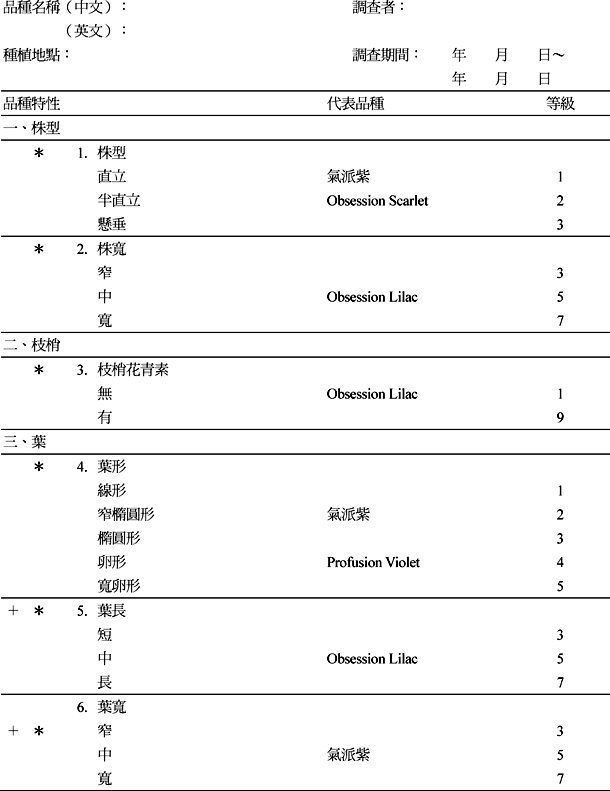 品種名稱（中文）： 調查者：
（英文）：
種植地點： 調查期間： 年 月 日～
年 月 日
品種特性 代表品種 等級
一、株型
＊ 1. 株型
直立 氣派紫 1
半直立 Obsession Scarlet 2
懸垂 3
＊ 2. 株寬
窄 3
中 Obsession Lilac 5
寬 7
二、枝梢
＊ 3. 枝梢花青素
無 Obsession Lilac 1
有 9
三、葉
＊ 4. 葉形
線形 1
窄橢圓形 氣派紫 2
橢圓形 3
卵形 Profusion Violet 4
寬卵形 5
＋ ＊ 5. 葉長
短 3
中 Obsession Lilac 5
長 7
6. 葉寬
＋ ＊ 窄 3
中 氣派紫 5
寬 7